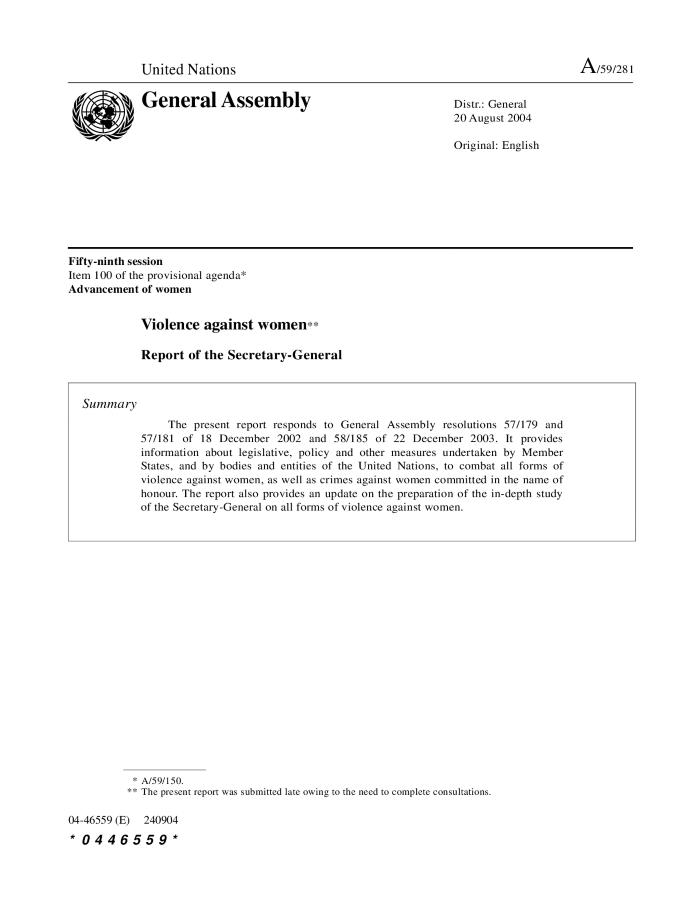 United Nations
A/59/281
General Assembly
Distr.: General
20 August 2004
Original: English
Fifty-ninth session
Item 100 of the provisional agenda*
Advancement of women
Violence against women**
Report of the Secretary-General
Summary
The present report responds to General Assembly resolutions 57/179 and
57/181 of 18 December 2002 and 58/185 of 22 December 2003. It provides
information about legislative, policy and other measures undertaken by Member
States, and by bodies and entities of the United Nations, to combat all forms of
violence against women, as well as crimes against women committed in the name of
honour. The report also provides an update on the preparation of the in-depth study
of the Secretary-General on all forms of violence against women.
* A/59/150.
** The present report was submitted late owing to the need to complete consultations.
04-46559 (E) 240904
*0446559*